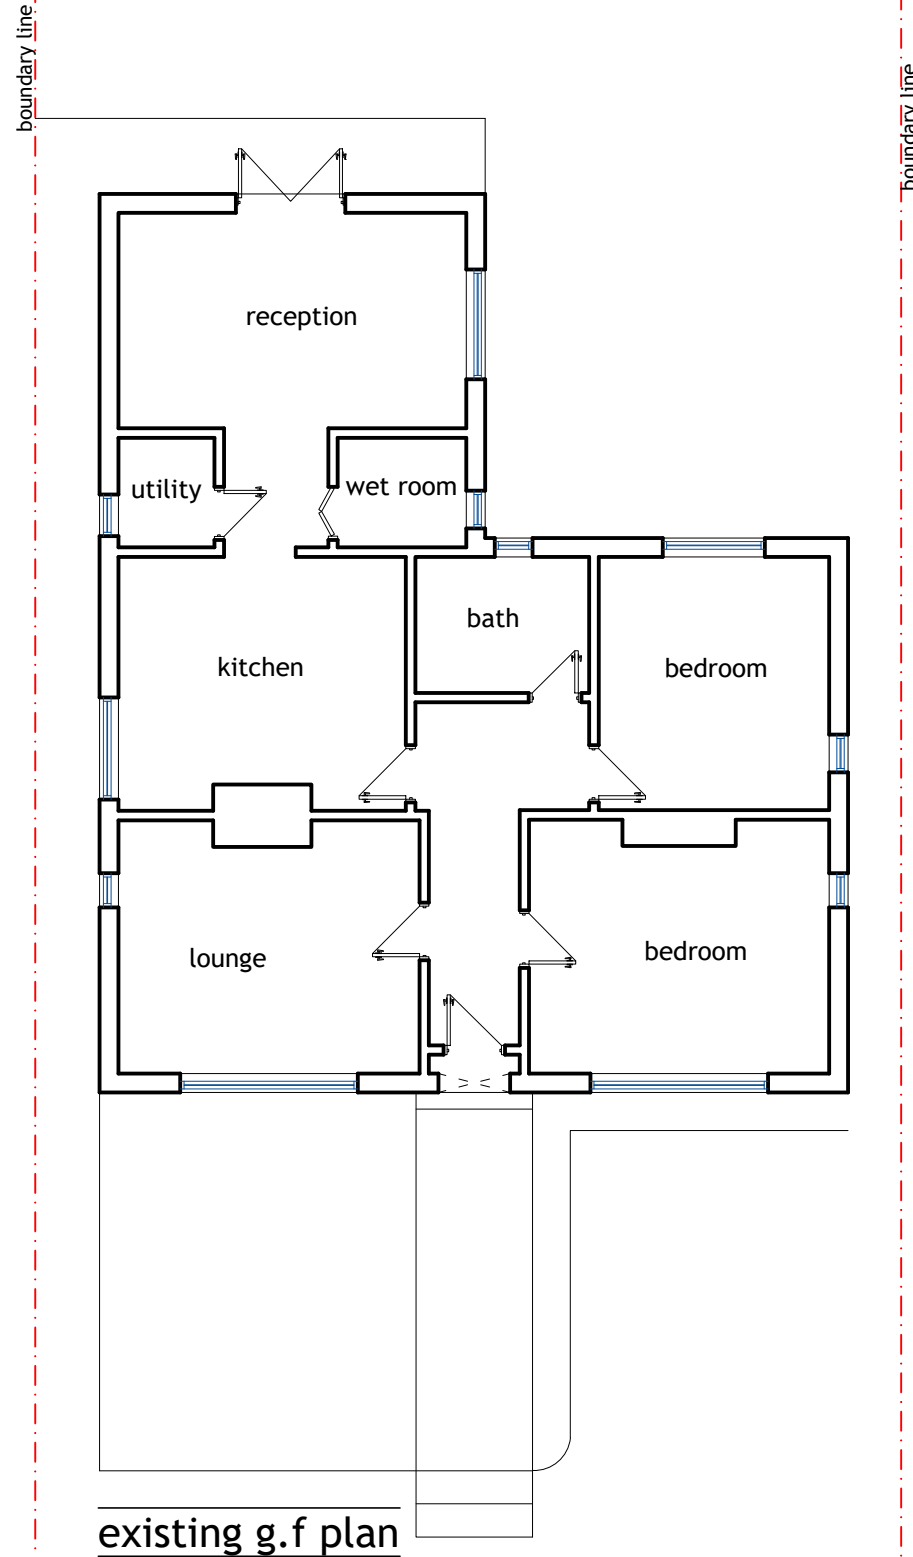 boundary line
boundary line
reception
utility
wet room
bath
kitchen
bedroom
lounge
bedroom
existing g.f plan